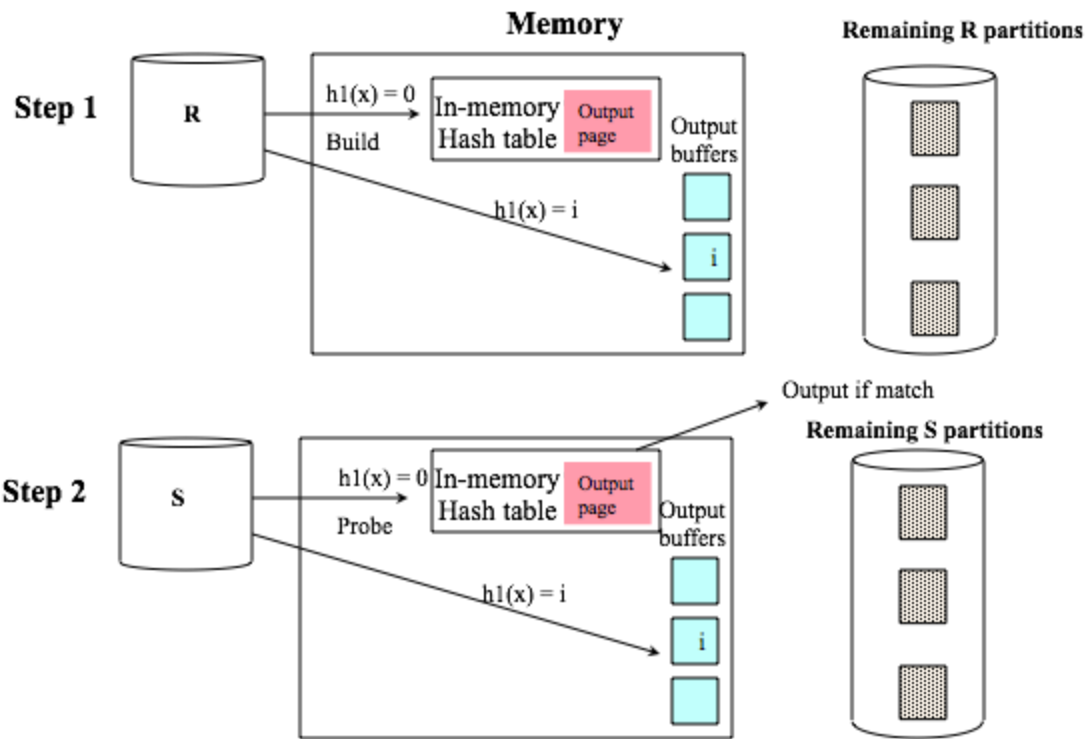 Memory
Remaining R partitions
Step 1
R
h1(x) = 0
Build
In-memory
Hash table
Output
page
Output
buffers
h1(x) = i
i
Output if match
Remaining S partitions
Step 2
S
h1(x) = 0
Probe
In-memory
Hash table
Output
page
Output
buffers
h1(x) = i
i